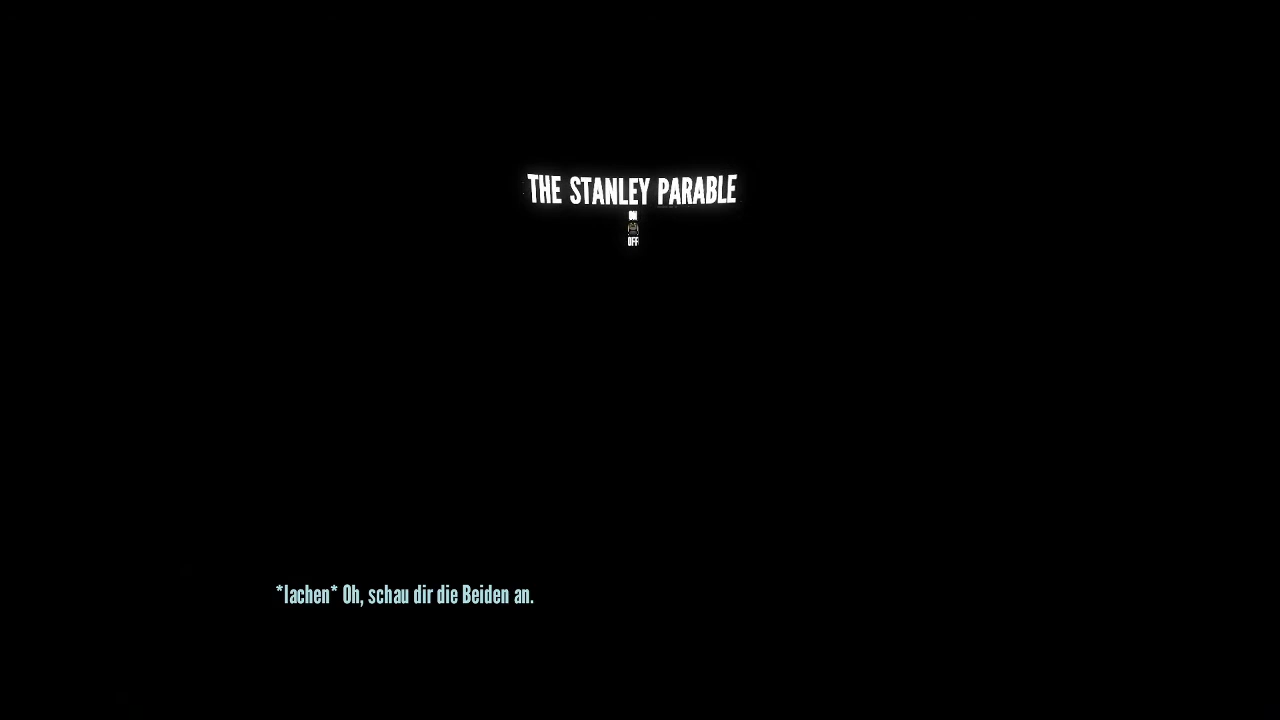 THE STANLEY PARABLE
ON
OFF
*lachen* Oh, schau dir die Beiden an.